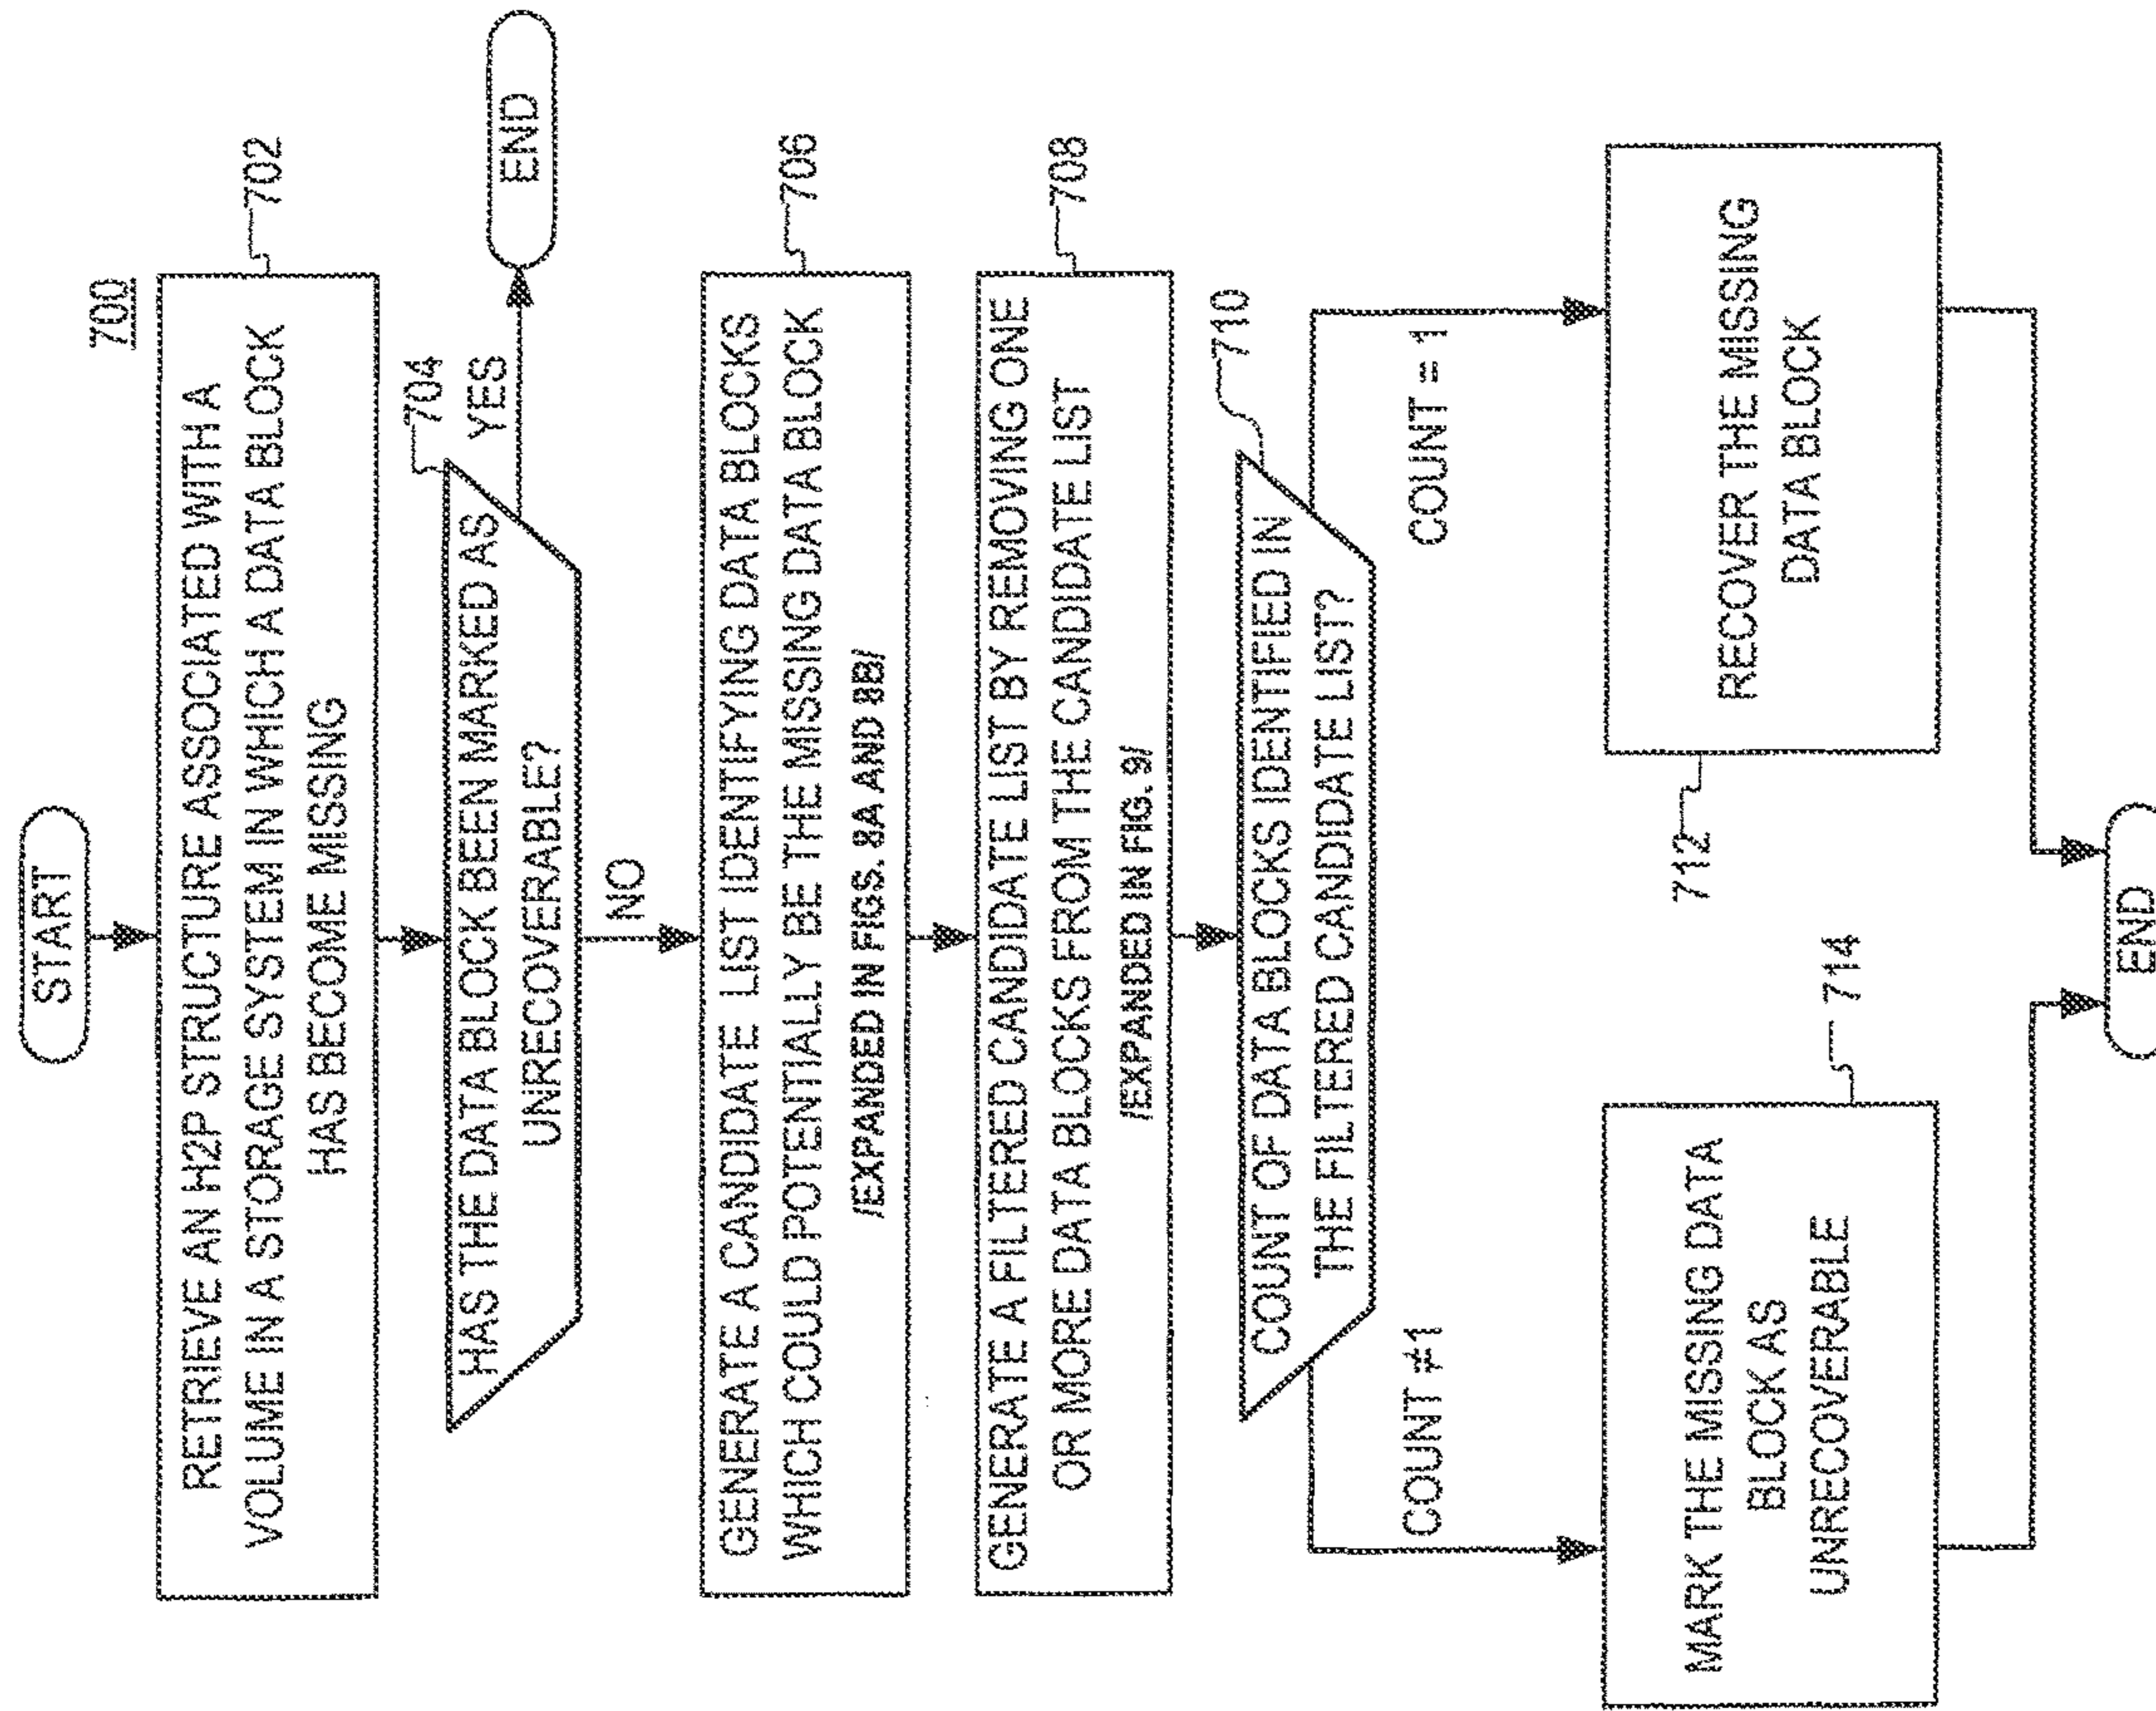 700
START
RETRIEVE AN H2P STRUCTURE ASSOCIATED WITH A
VOLUME IN A STORAGE SYSTEM IN WHICH A DATA BLOCK
HAS BECOME MISSING
702
HAS THE DATA BLOCK BEEN MARKED AS
UNRECOVERABLE?
704
YES
END
NO
GENERATE A CANDIDATE LIST IDENTIFYING DATA BLOCKS
WHICH COULD POTENTIALLY BE THE MISSING DATA BLOCK
/EXPANDED IN FIGS. 8A AND 8B/
706
GENERATE A FILTERED CANDIDATE LIST BY REMOVING ONE
OR MORE DATA BLOCKS FROM THE CANDIDATE LIST
/EXPANDED IN FIG. 9/
708
COUNT OF DATA BLOCKS IDENTIFIED IN
THE FILTERED CANDIDATE LIST?
710
COUNT ≠1
COUNT = 1
MARK THE MISSING DATA
BLOCK AS
UNRECOVERABLE
714
712
RECOVER THE MISSING
DATA BLOCK
END